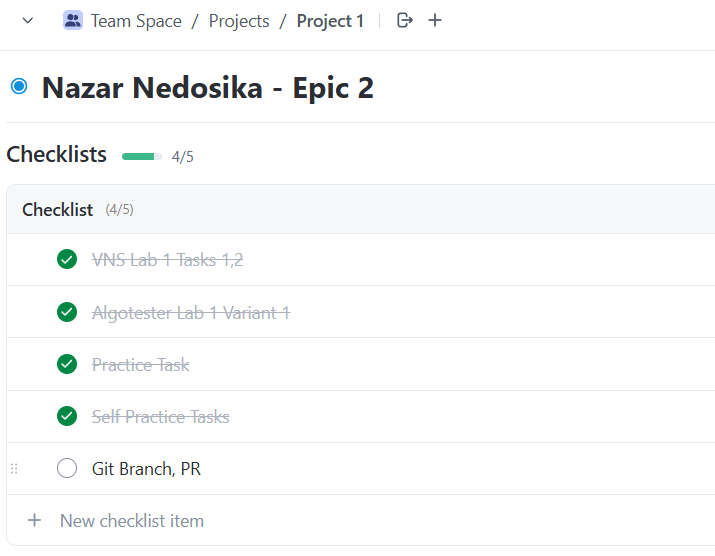 Team Space / Projects / Project 1
Nazar Nedosika - Epic 2
Checklists 4/5
Checklist (4/5)
VNS Lab 1 Tasks 1,2
Algotester Lab 1 Variant 1
Practice Task
Self Practice Tasks
Git Branch, PR
New checklist item